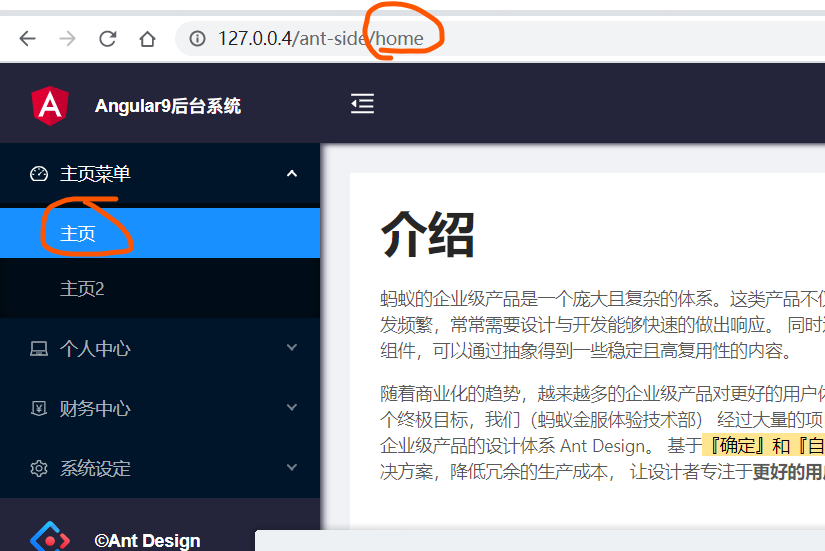 127.0.0.4/ant-side/home
Angular9后台系统
主页菜单
主页
主页2
个人中心
财务中心
系统设定
©Ant Design
介绍
蚂蚁的企业级产品是一个庞大且复杂的体系。这类产品不
发频繁，常常需要设计与开发能够快速的做出响应。 同时
组件，可以通过抽象得到一些稳定且高复用性的内容。
随着商业化的趋势，越来越多的企业级产品对更好的用户
个终极目标，我们（蚂蚁金服体验技术部） 经过大量的项
企业级产品的设计体系 Ant Design。 基于『确定』和『自
决方案，降低冗余的生产成本， 让设计者专注于更好的用